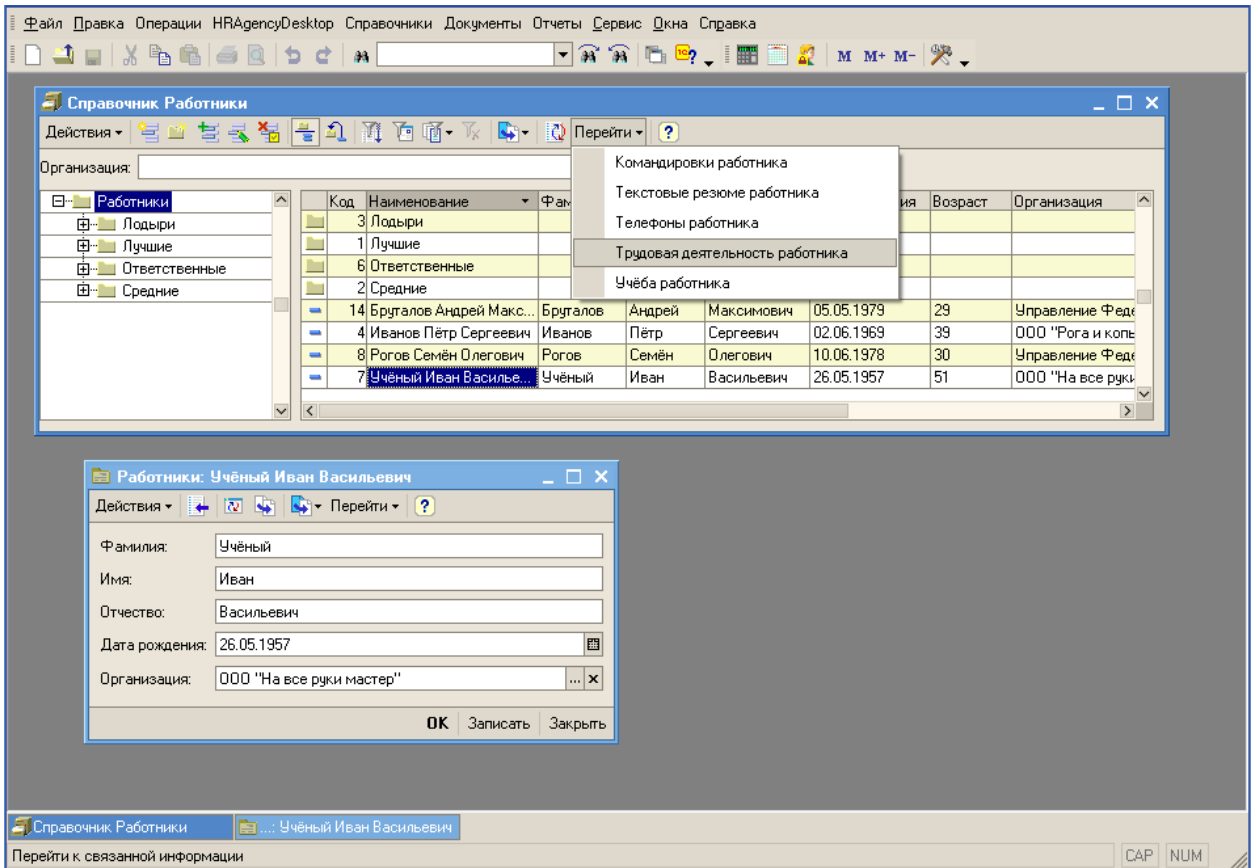 Файл Правка Операции HRAgencyDesktop Справочники Документы Отчеты Сервис Окна Справка
M M+ M-
Справочник Работники
Действия Перейти ?
Организация:
Командировки работника
Текстовые резюме работника
Телефоны работника
Трудовая деятельность работника
Учёба работника
Работники
Лодыри
Лучшие
Ответственные
Средние
Код Наименование Фам ия Возраст Организация
3 Лодыри
1 Лучшие
6 Ответственные
2 Средние
14 Бруталов Андрей Макс... Бруталов Андрей Максимович 05.05.1979 29 Управление Феде
4 Иванов Пётр Сергеевич Иванов Пётр Сергеевич 02.06.1969 39 ООО "Рога и копь
8 Рогов Семён Олегович Рогов Семён Олегович 10.06.1978 30 Управление Феде
7 Учёный Иван Василье... Учёный Иван Васильевич 26.05.1957 51 ООО "На все руки
Работники: Учёный Иван Васильевич
Действия Перейти ?
Фамилия: Учёный
Имя: Иван
Отчество: Васильевич
Дата рождения: 26.05.1957
Организация: ООО "На все руки мастер" ... x
OK Записать Закрыть
Справочник Работники ...: Учёный Иван Васильевич
Перейти к связанной информации CAP NUM